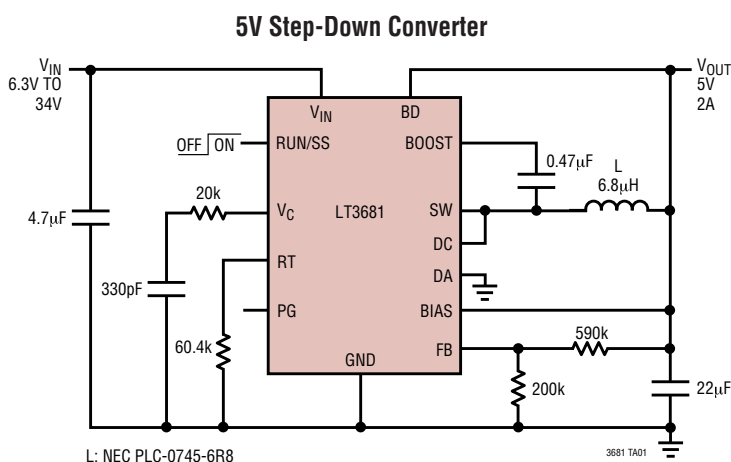 5V Step-Down Converter
VIN
6.3V TO
34V
VOUT
5V
2A
VIN
BD
OFF ON
RUN/SS
BOOST
0.47µF
L
6.8µH
20k
4.7µF
VC
LT3681
SW
DC
RT
DA
330pF
PG
BIAS
590k
60.4k
FB
GND
200k
22µF
L: NEC PLC-0745-6R8
3681 TA01